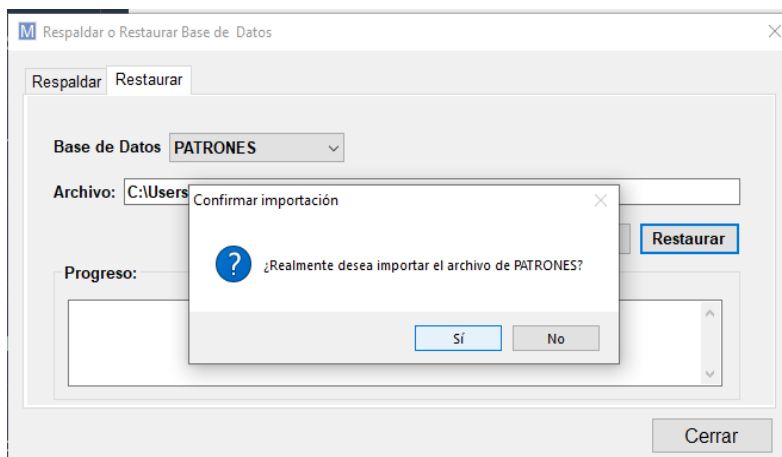 M Respaldar o Restaurar Base de Datos
Respaldar Restaurar
Base de Datos PATRONES
Archivo: C:\Users
Confirmar importación
Restaurar
¿Realmente desea importar el archivo de PATRONES?
Progreso:
Sí No
Cerrar